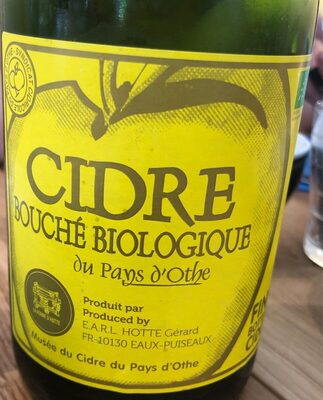 CIDRE
BOUCHÉ BIOLOGIQUE
du Pays d'Othe
Produit par
Produced by
E.A.R.L. HOTTE Gérard
FR-10130 EAUX-PUISEAUX
Musée du Cidre du Pays d'Othe